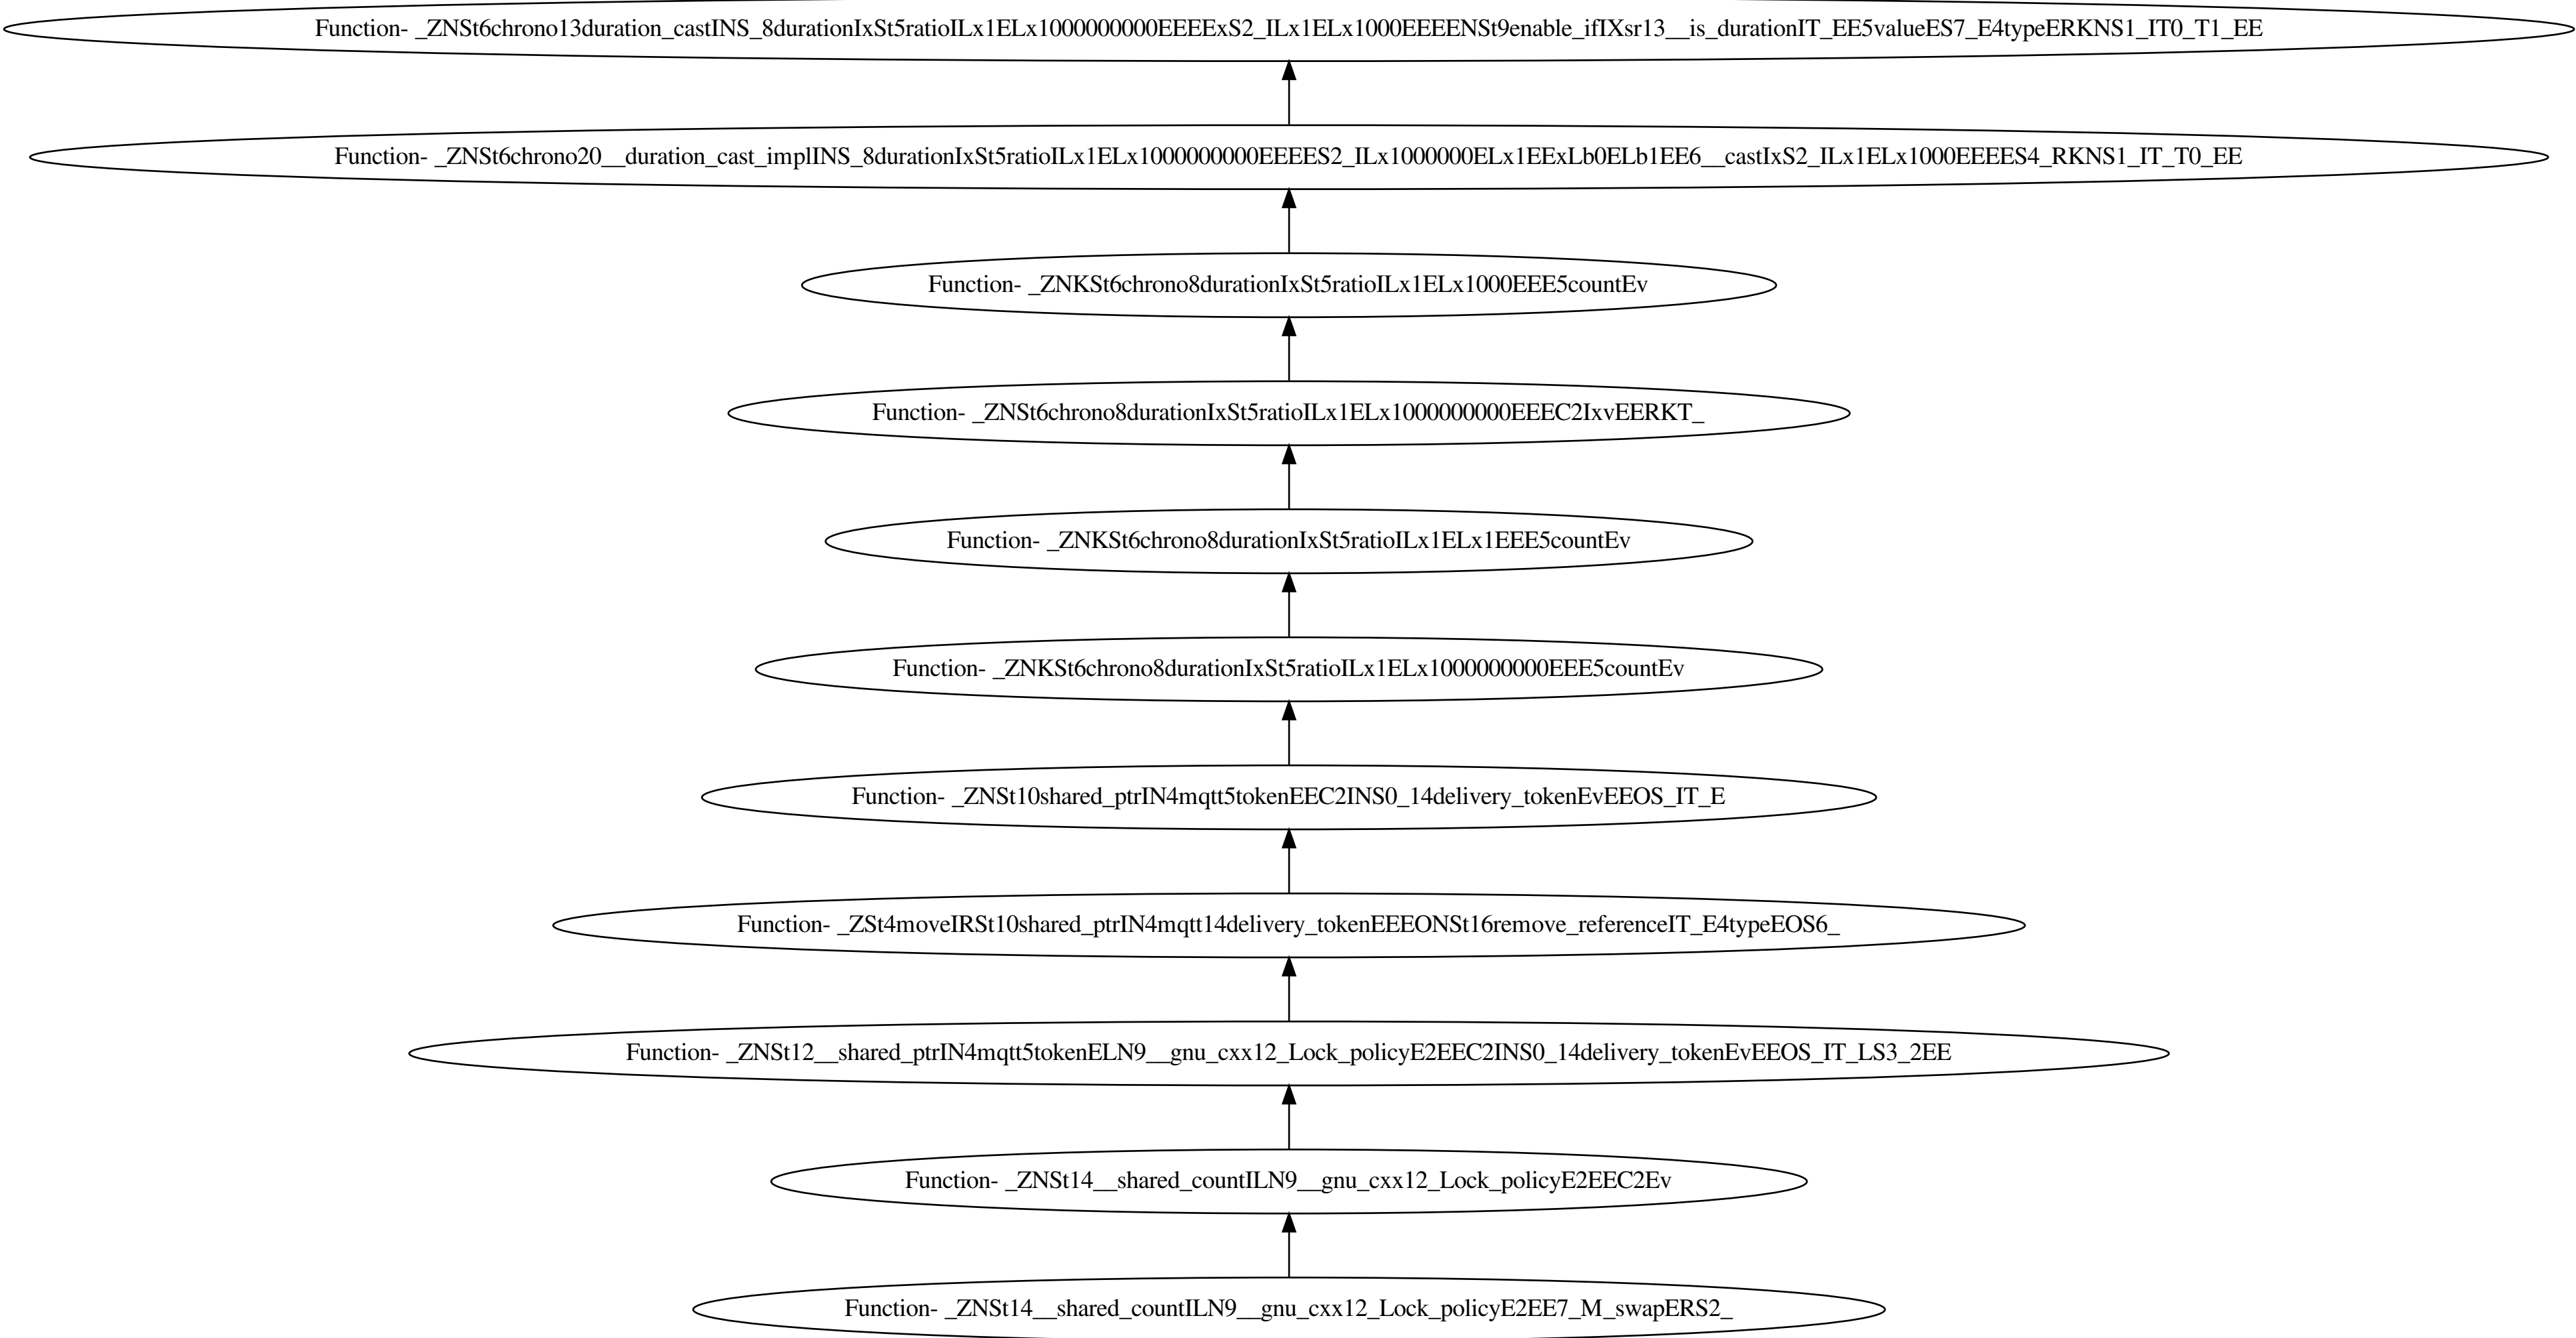 Function- _ZNSt6chrono13duration_castINS_8durationIxSt5ratioILx1ELx1000000000EEEExS2_ILx1ELx1000EEEENSt9enable_ifIXsr13__is_durationIT_EE5valueES7_E4typeERKNS1_IT0_T1_EE
Function- _ZNSt6chrono20__duration_cast_implINS_8durationIxSt5ratioILx1ELx1000000000EEEES2_ILx1000000ELx1EExLb0ELb1EE6__castIxS2_ILx1ELx1000EEEES4_RKNS1_IT_T0_EE
Function- _ZNKSt6chrono8durationIxSt5ratioILx1ELx1000EEE5countEv
Function- _ZNSt6chrono8durationIxSt5ratioILx1ELx1000000000EEEC2IxvEERKT_
Function- _ZNKSt6chrono8durationIxSt5ratioILx1ELx1EEE5countEv
Function- _ZNKSt6chrono8durationIxSt5ratioILx1ELx1000000000EEE5countEv
Function- _ZNSt10shared_ptrIN4mqtt5tokenEEC2INS0_14delivery_tokenEvEEOS_IT_E
Function- _ZSt4moveIRSt10shared_ptrIN4mqtt14delivery_tokenEEEONSt16remove_referenceIT_E4typeEOS6_
Function- _ZNSt12__shared_ptrIN4mqtt5tokenELN9__gnu_cxx12_Lock_policyE2EEC2INS0_14delivery_tokenEvEEOS_IT_LS3_2EE
Function- _ZNSt14__shared_countILN9__gnu_cxx12_Lock_policyE2EEC2Ev
Function- _ZNSt14__shared_countILN9__gnu_cxx12_Lock_policyE2EE7_M_swapERS2_